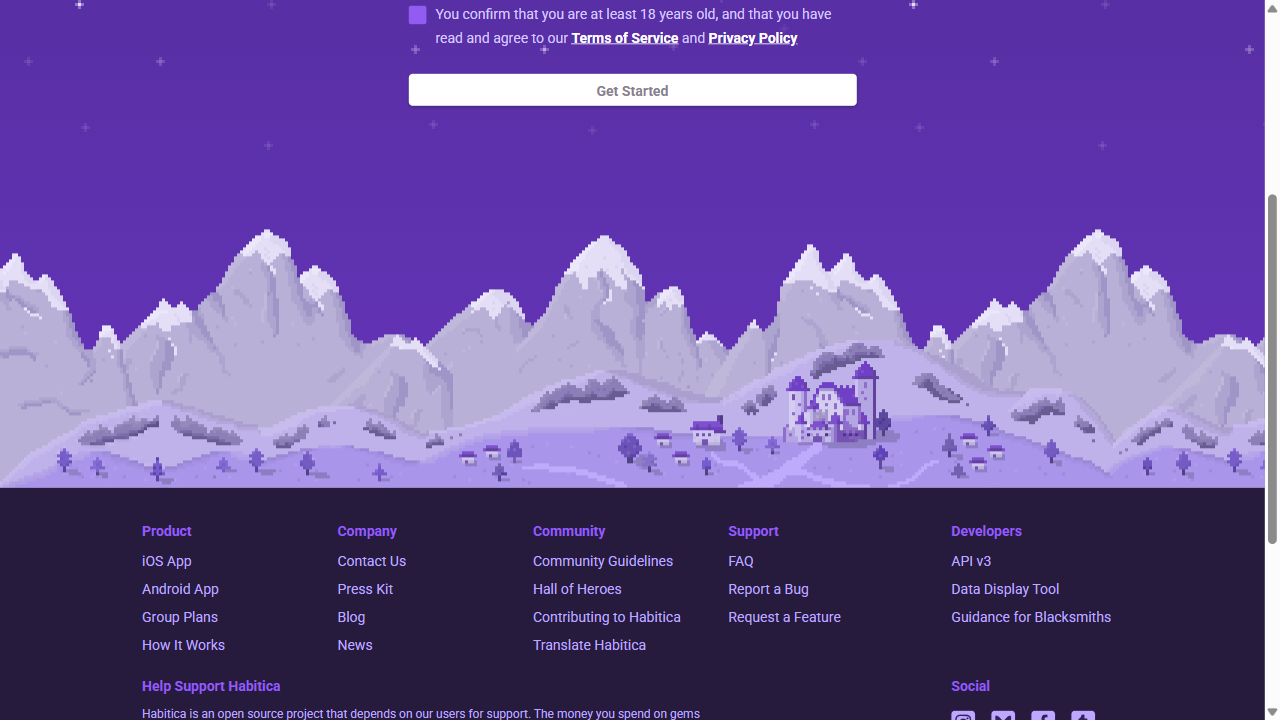 You confirm that you are at least 18 years old, and that you have
read and agree to our Terms of Service and Privacy Policy
Get Started
Product
iOS App
Android App
Group Plans
How It Works
Company
Contact Us
Press Kit
Blog
News
Community
Community Guidelines
Hall of Heroes
Contributing to Habitica
Translate Habitica
Support
FAQ
Report a Bug
Request a Feature
Developers
API v3
Data Display Tool
Guidance for Blacksmiths
Help Support Habitica
Habitica is an open source project that depends on our users for support. The money you spend on gems
Social